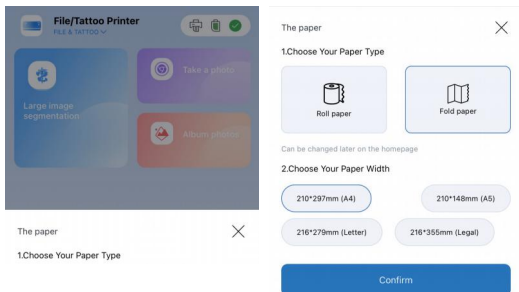 File/Tattoo Printer
FILE & TATTOO
Large image
segmentation
Take a photo
Album photos
The paper
1.Choose Your Paper Type
The paper
1.Choose Your Paper Type
Roll paper
Fold paper
Can be changed later on the homepage
2.Choose Your Paper Width
210*297mm (A4)
210*148mm (A5)
216*279mm (Letter)
216*355mm (Legal)
Confirm